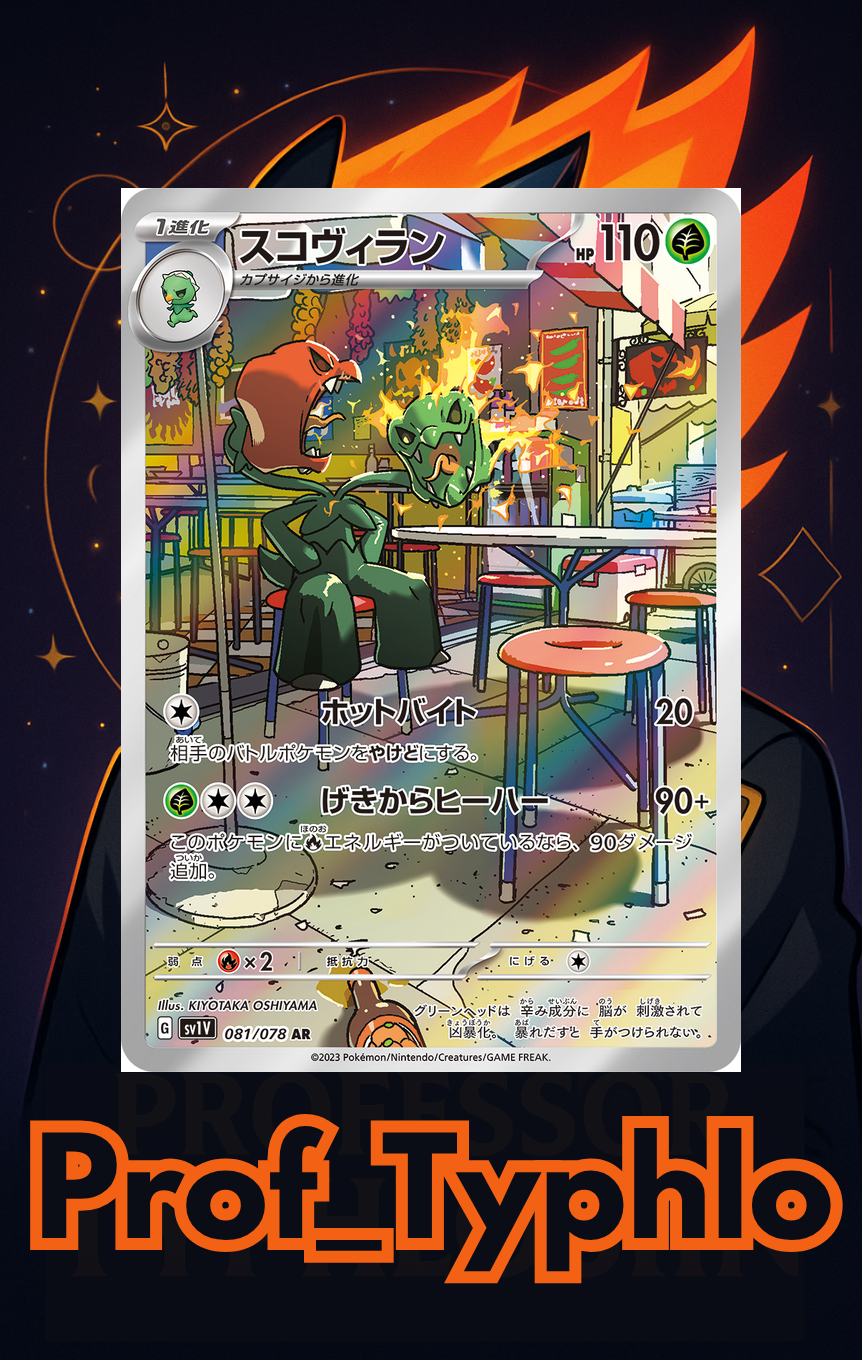 1進化
スコヴィラン
HP 110
カプサイジから進化
ホットバイト 20
相手のバトルポケモンをやけどにする。
げきからヒーハー 90+
このポケモンに炎エネルギーがついているなら、90ダメージ
追加。
弱点 ×2 抵抗力 にげる
Illus. KIYOTAKA OSHIYAMA
グリーンヘッドは 辛み成分に 脳が 刺激されて
凶暴化。 暴れだすと 手がつけられない。
G sv1V 081/078 AR
©2023 Pokémon/Nintendo/Creatures/GAME FREAK.
PROFESSOR
Prof_Typhlo